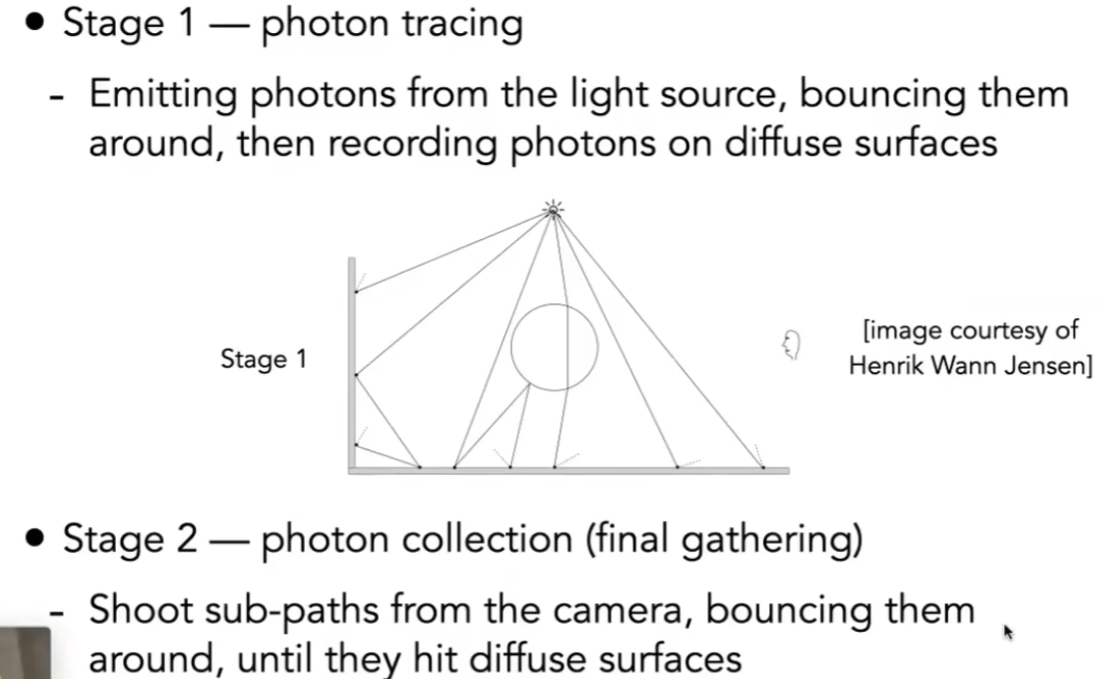 ● Stage 1 — photon tracing
- Emitting photons from the light source, bouncing them
around, then recording photons on diffuse surfaces
Stage 1
[image courtesy of
Henrik Wann Jensen]
● Stage 2 — photon collection (final gathering)
- Shoot sub-paths from the camera, bouncing them
around, until they hit diffuse surfaces